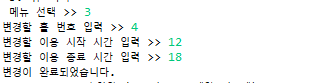 메뉴 선택 >> 3
변경할 홀 번호 입력 >> 4
변경할 이용 시작 시간 입력 >> 12
변경할 이용 종료 시간 입력 >> 18
변경이 완료되었습니다.